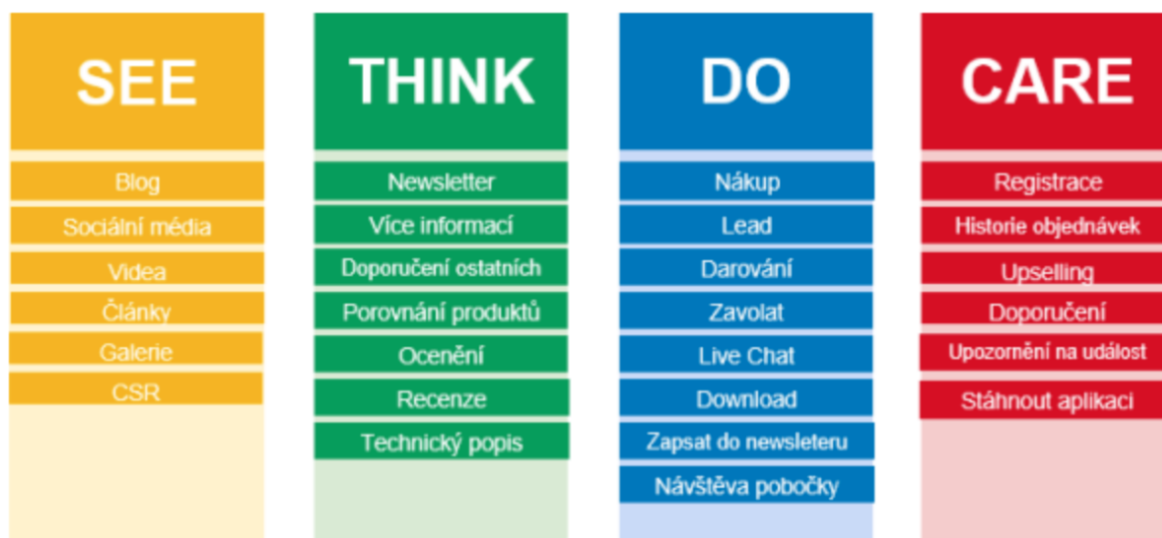 SEE
Blog
Sociální média
Videa
Články
Galerie
CSR
THINK
Newsletter
Více informací
Doporučení ostatních
Porovnání produktů
Ocenění
Recenze
Technický popis
DO
Nákup
Lead
Darování
Zavolat
Live Chat
Download
Zapsat do newsleteru
Návštěva pobočky
CARE
Registrace
Historie objednávek
Upselling
Doporučení
Upozornění na událost
Stáhnout aplikaci